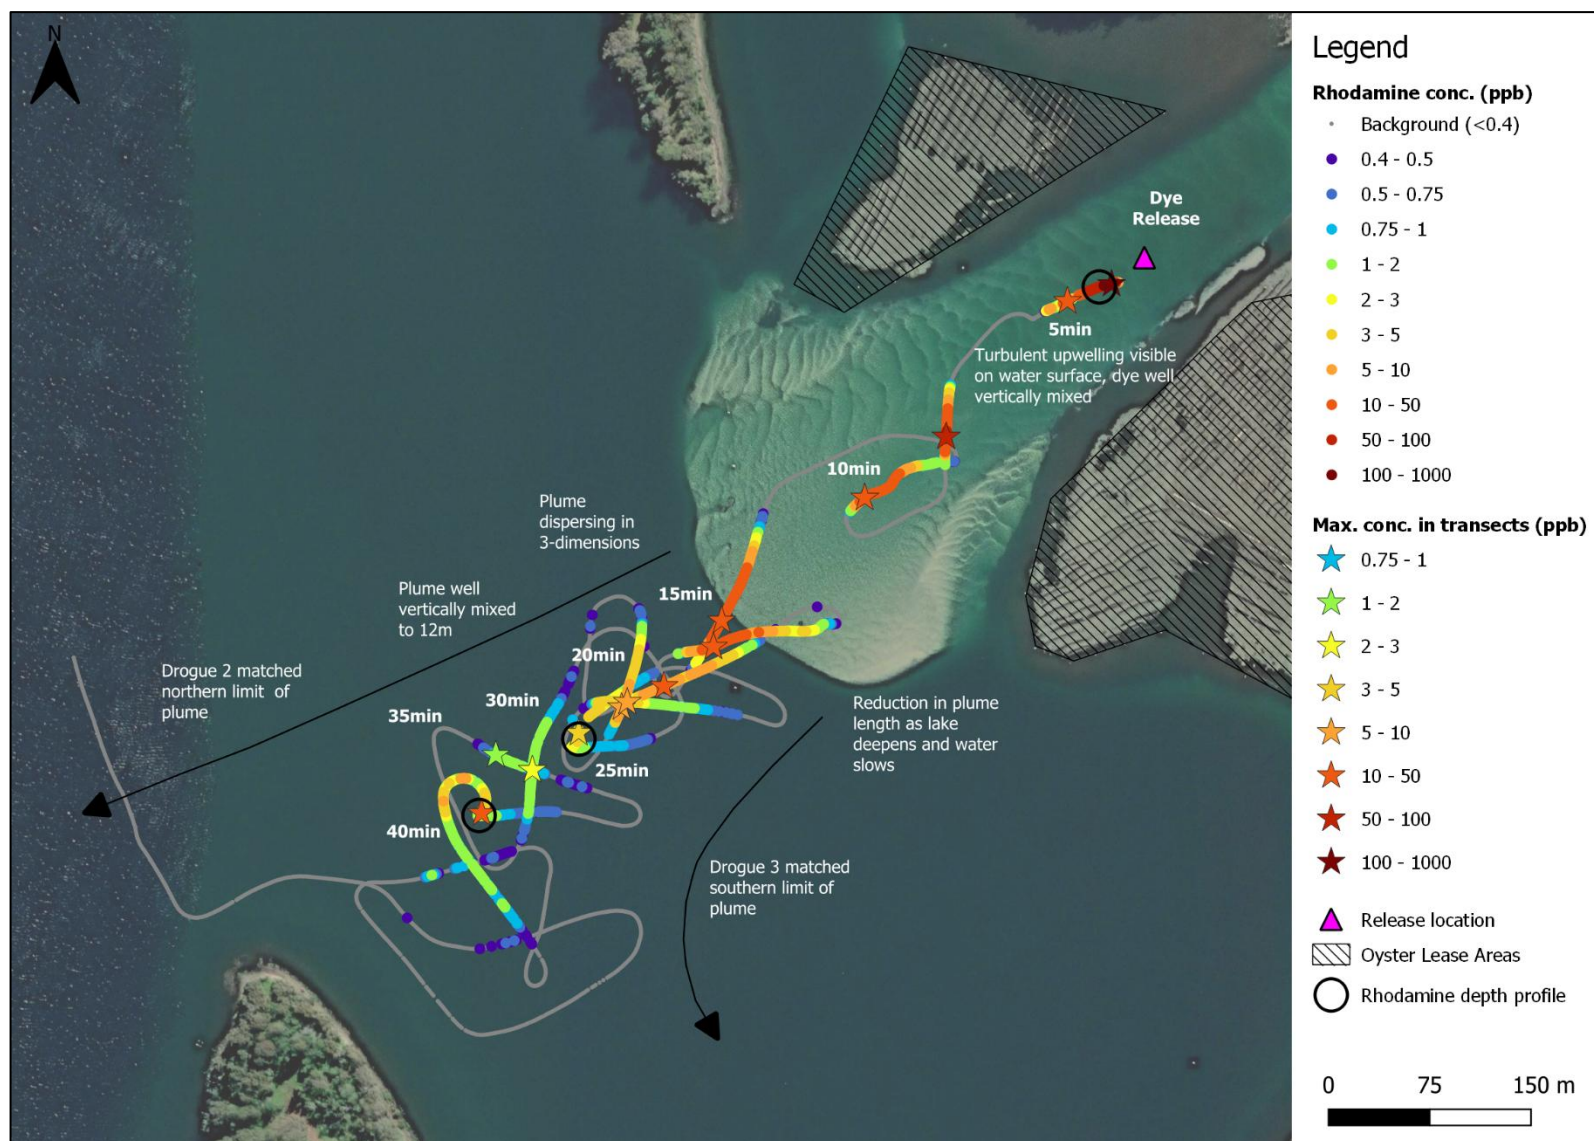 N
Dye
Release
5min
Turbulent upwelling visible
on water surface, dye well
vertically mixed
10min
Plume
dispersing in
3-dimensions
Plume well
vertically mixed
to 12m
15min
Drogue 2 matched
northern limit of
plume
20min
30min
35min
25min
Reduction in plume
length as lake
deepens and water
slows
40min
Drogue 3 matched
southern limit of
plume
Legend
Rhodamine conc. (ppb)
Background (<0.4)
0.4 - 0.5
0.5 - 0.75
0.75 - 1
1 - 2
2 - 3
3 - 5
5 - 10
10 - 50
50 - 100
100 - 1000
Max. conc. in transects (ppb)
0.75 - 1
1 - 2
2 - 3
3 - 5
5 - 10
10 - 50
50 - 100
100 - 1000
Release location
Oyster Lease Areas
Rhodamine depth profile
0 75 150 m